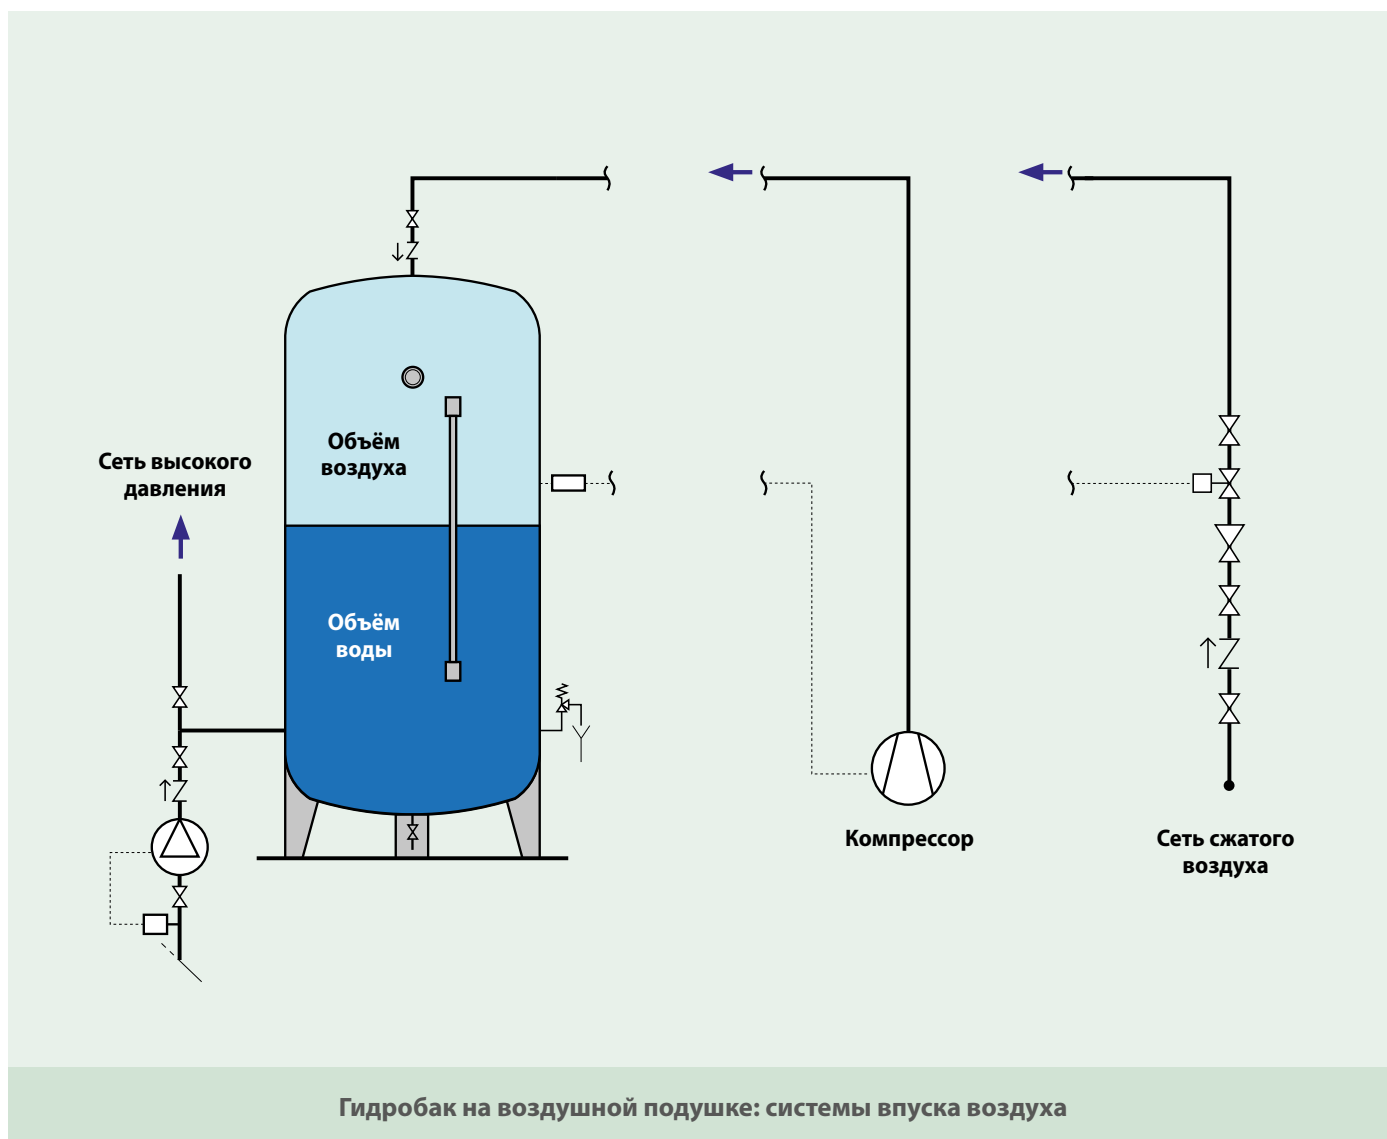 Объём
воздуха
Сеть высокого
давления
Объём
воды
Компрессор
Сеть сжатого
воздуха
Гидробак на воздушной подушке: системы впуска воздуха